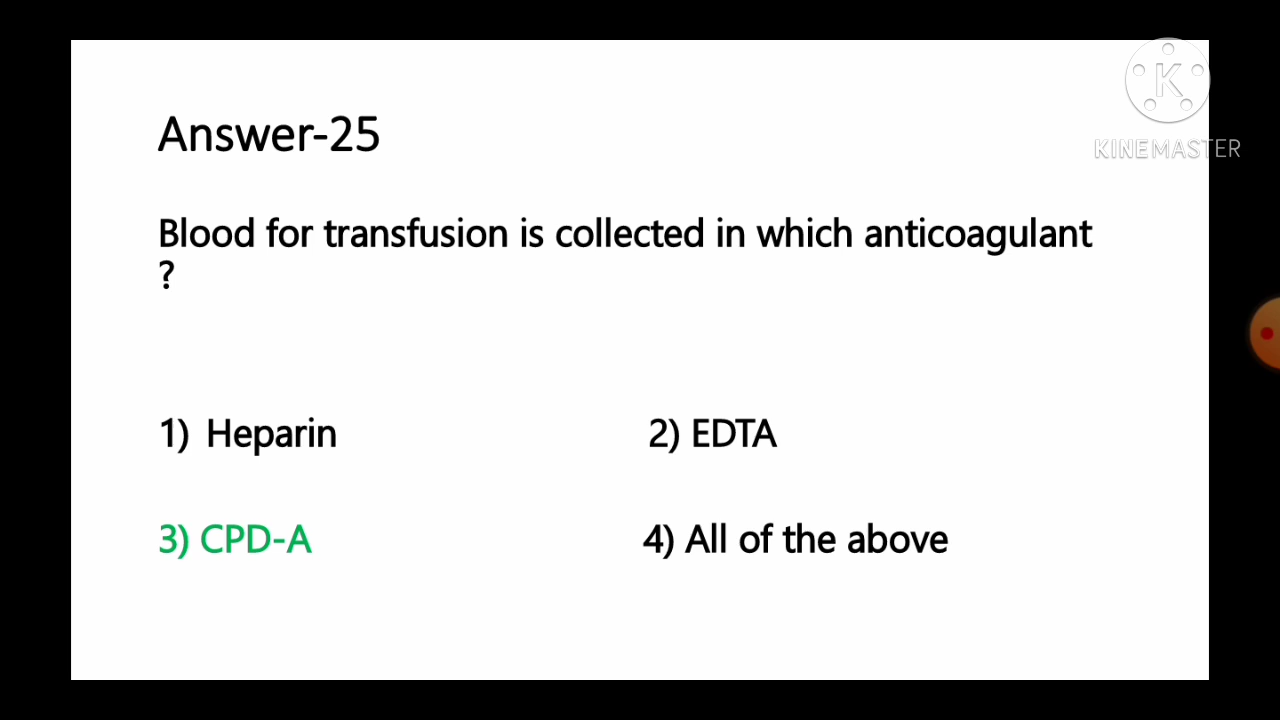 K
KINEMASTER
Answer-25
Blood for transfusion is collected in which anticoagulant
?
1) Heparin
2) EDTA
3) CPD-A
4) All of the above